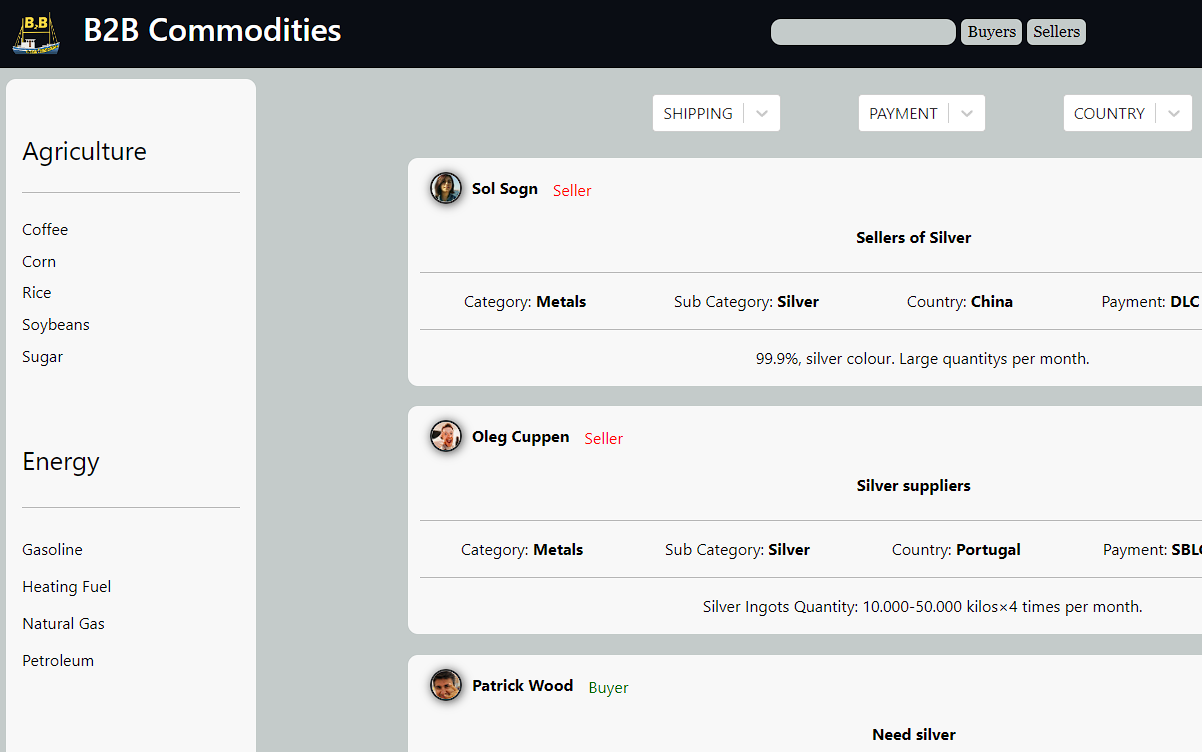 B2B
B2B Commodities
Buyers
Sellers
SHIPPING
PAYMENT
COUNTRY
Agriculture
Coffee
Corn
Rice
Soybeans
Sugar
Energy
Gasoline
Heating Fuel
Natural Gas
Petroleum
Sol Sogn Seller
Sellers of Silver
Category: Metals Sub Category: Silver Country: China Payment: DLC
99.9%, silver colour. Large quantitys per month.
Oleg Cuppen Seller
Silver suppliers
Category: Metals Sub Category: Silver Country: Portugal Payment: SBLC
Silver Ingots Quantity: 10.000-50.000 kilos×4 times per month.
Patrick Wood Buyer
Need silver